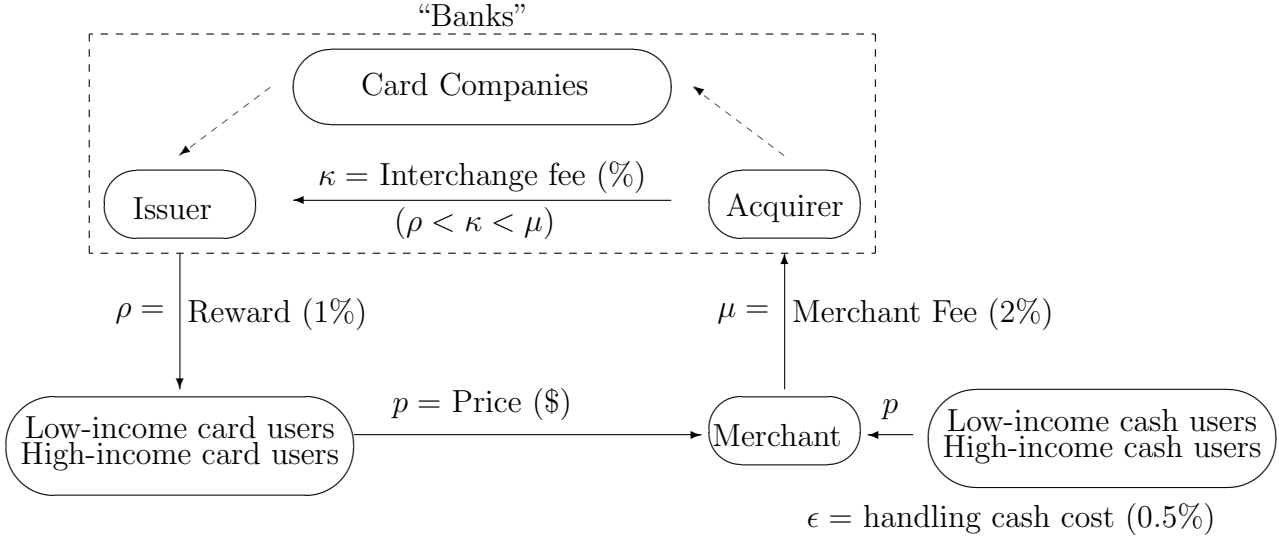 “Banks”
Card Companies
κ = Interchange fee (%)
Issuer
Acquirer
(ρ < κ < μ)
ρ = Reward (1%)
μ = Merchant Fee (2%)
p = Price ($)
p
Low-income card users
High-income card users
Merchant
Low-income cash users
High-income cash users
ϵ = handling cash cost (0.5%)